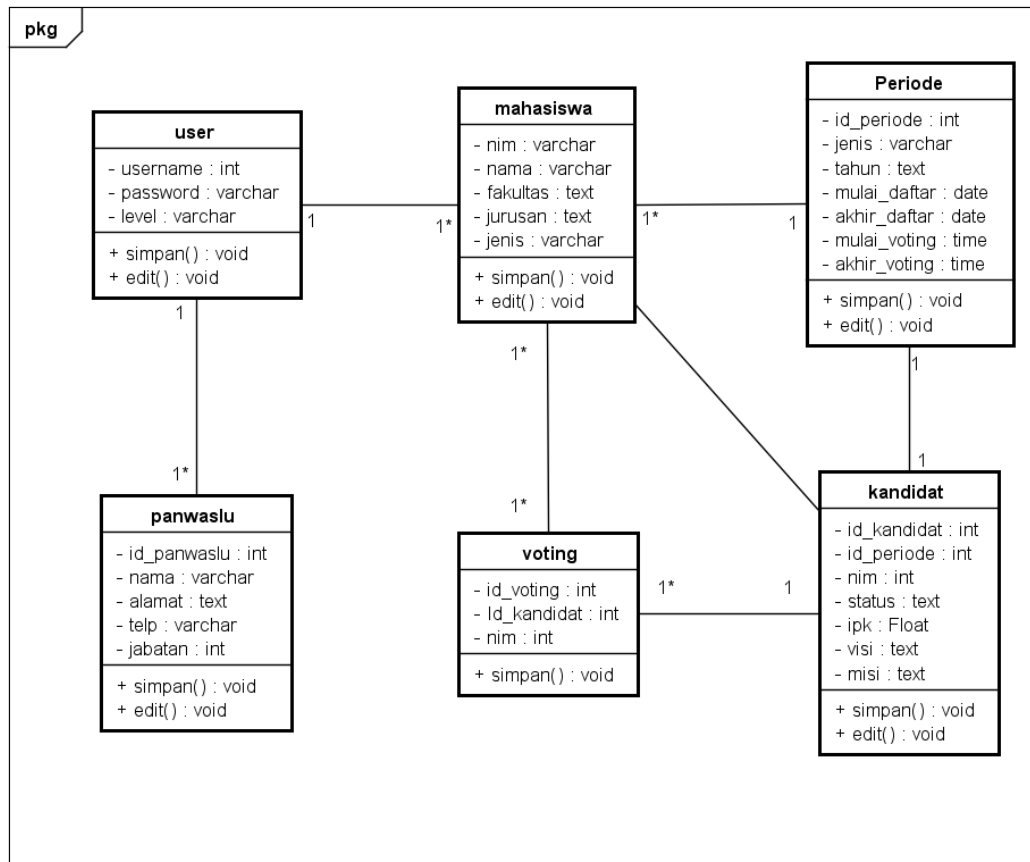 pkg
user
- username : int
- password : varchar
- level : varchar
+ simpan() : void
+ edit() : void
1
1*
1
1*
mahasiswa
- nim : varchar
- nama : varchar
- fakultas : text
- jurusan : text
- jenis : varchar
+ simpan() : void
+ edit() : void
1*
1
1*
1*
Periode
- id_periode : int
- jenis : varchar
- tahun : text
- mulai_daftar : date
- akhir_daftar : date
- mulai_voting : time
- akhir_voting : time
+ simpan() : void
+ edit() : void
1
1
panwaslu
- id_panwaslu : int
- nama : varchar
- alamat : text
- telp : varchar
- jabatan : int
+ simpan() : void
+ edit() : void
voting
- id_voting : int
- Id_kandidat : int
- nim : int
+ simpan() : void
1*
1
kandidat
- id_kandidat : int
- id_periode : int
- nim : int
- status : text
- ipk : Float
- visi : text
- misi : text
+ simpan() : void
+ edit() : void